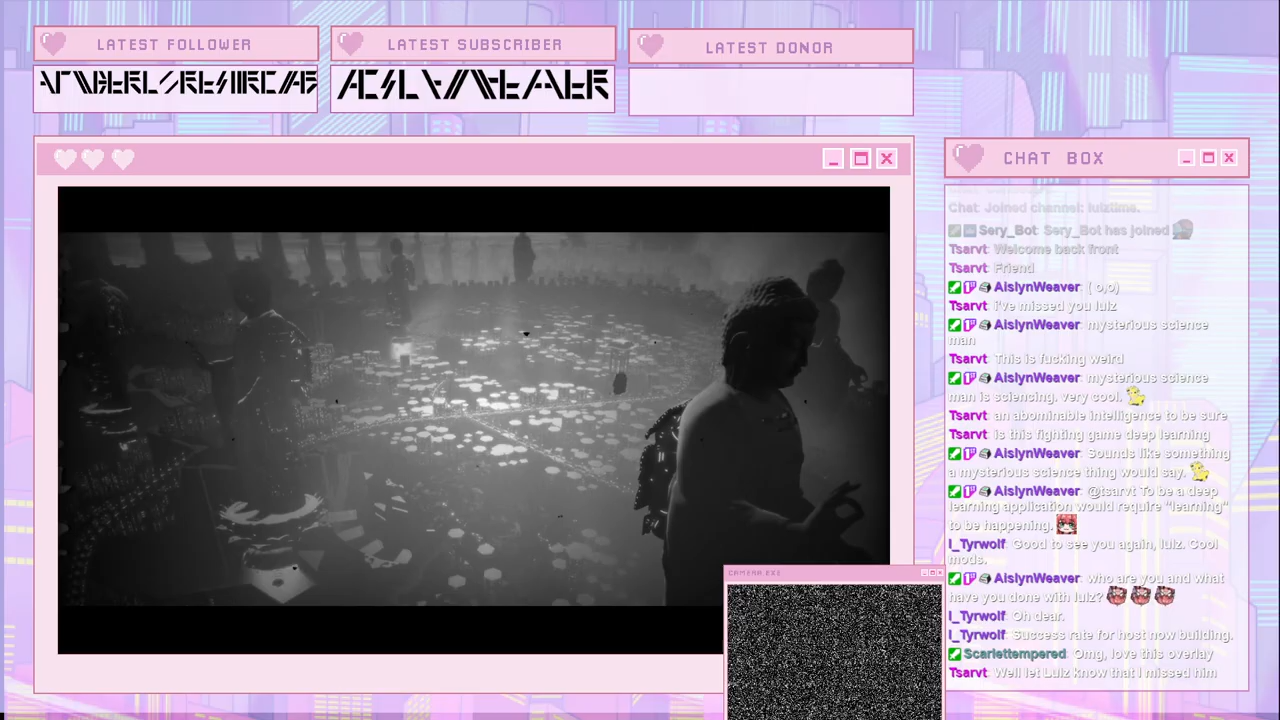 LATEST FOLLOWER
LATEST SUBSCRIBER
LATEST DONOR
CHAT BOX
Chat: Joined channel: lulztime.
Sery_Bot: Sery_Bot has joined
Tsarvt: Welcome back front
Tsarvt: Friend
AislynWeaver: ( o,o)
Tsarvt: i've missed you lulz
AislynWeaver: mysterious science
man
Tsarvt: This is fucking weird
AislynWeaver: mysterious science
man is sciencing. very cool.
Tsarvt: an abominable intelligence to be sure
Tsarvt: is this fighting game deep learning
AislynWeaver: Sounds like something
a mysterious science thing would say.
AislynWeaver: @tsarvt To be a deep
learning application would require "learning"
to be happening.
I_Tyrwolf: Good to see you again, lulz. Cool
mods.
AislynWeaver: who are you and what
have you done with lulz?
I_Tyrwolf: Oh dear.
I_Tyrwolf: Success rate for host now building.
Scarlettempered: Omg, love this overlay
Tsarvt: Well let Lulz know that I missed him
CAMERA.EXE